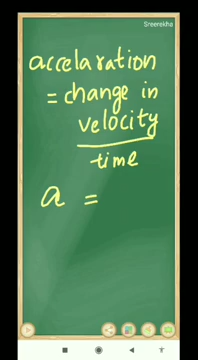 Sreerekha
accelaration
= change in
velocity
time
a =